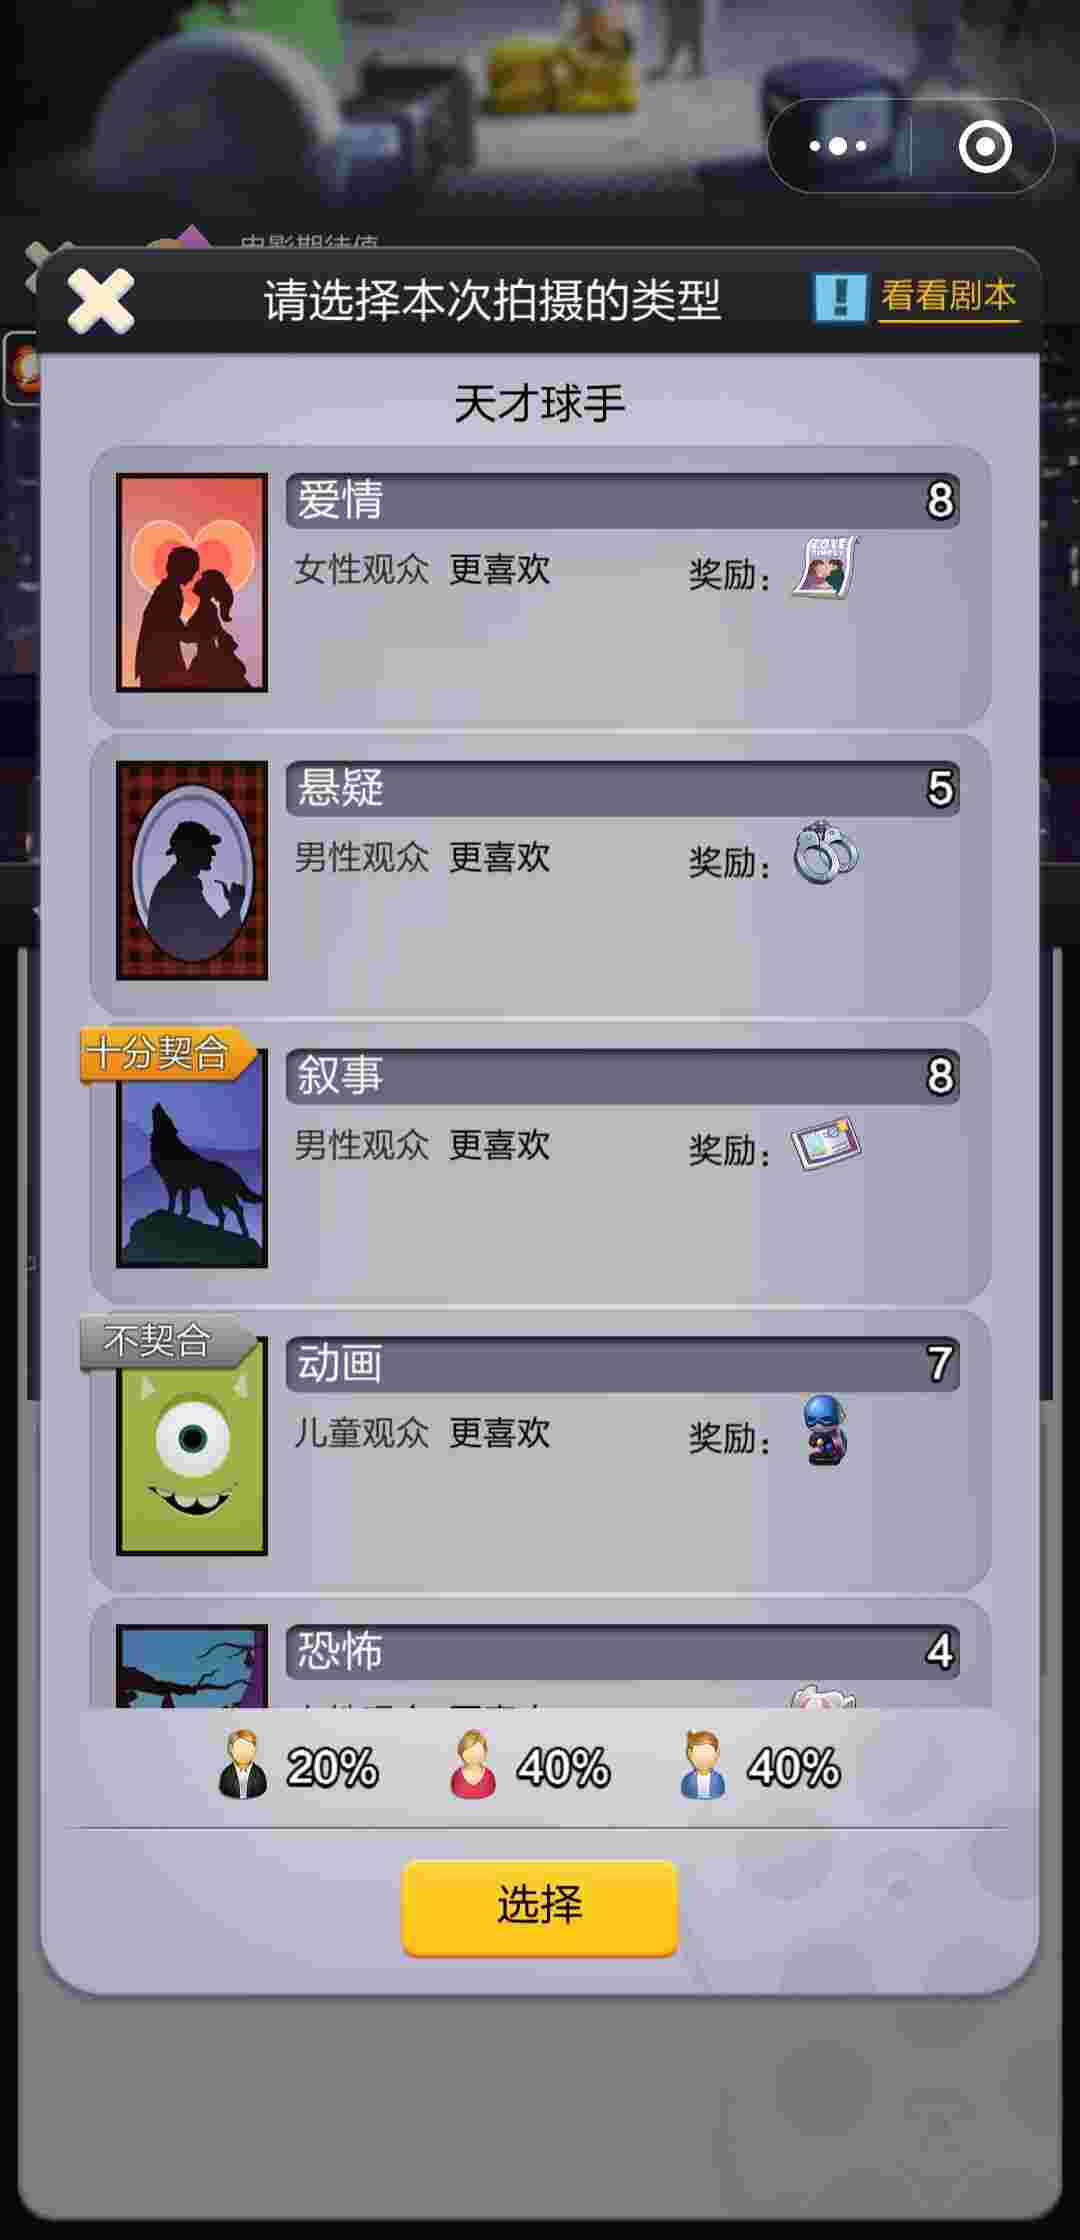 电影期待值
请选择本次拍摄的类型
看看剧本
天才球手
爱情 8
女性观众 更喜欢 奖励：
悬疑 5
男性观众 更喜欢 奖励：
十分契合
叙事 8
男性观众 更喜欢 奖励：
不契合
动画 7
儿童观众 更喜欢 奖励：
恐怖 4
20% 40% 40%
选择